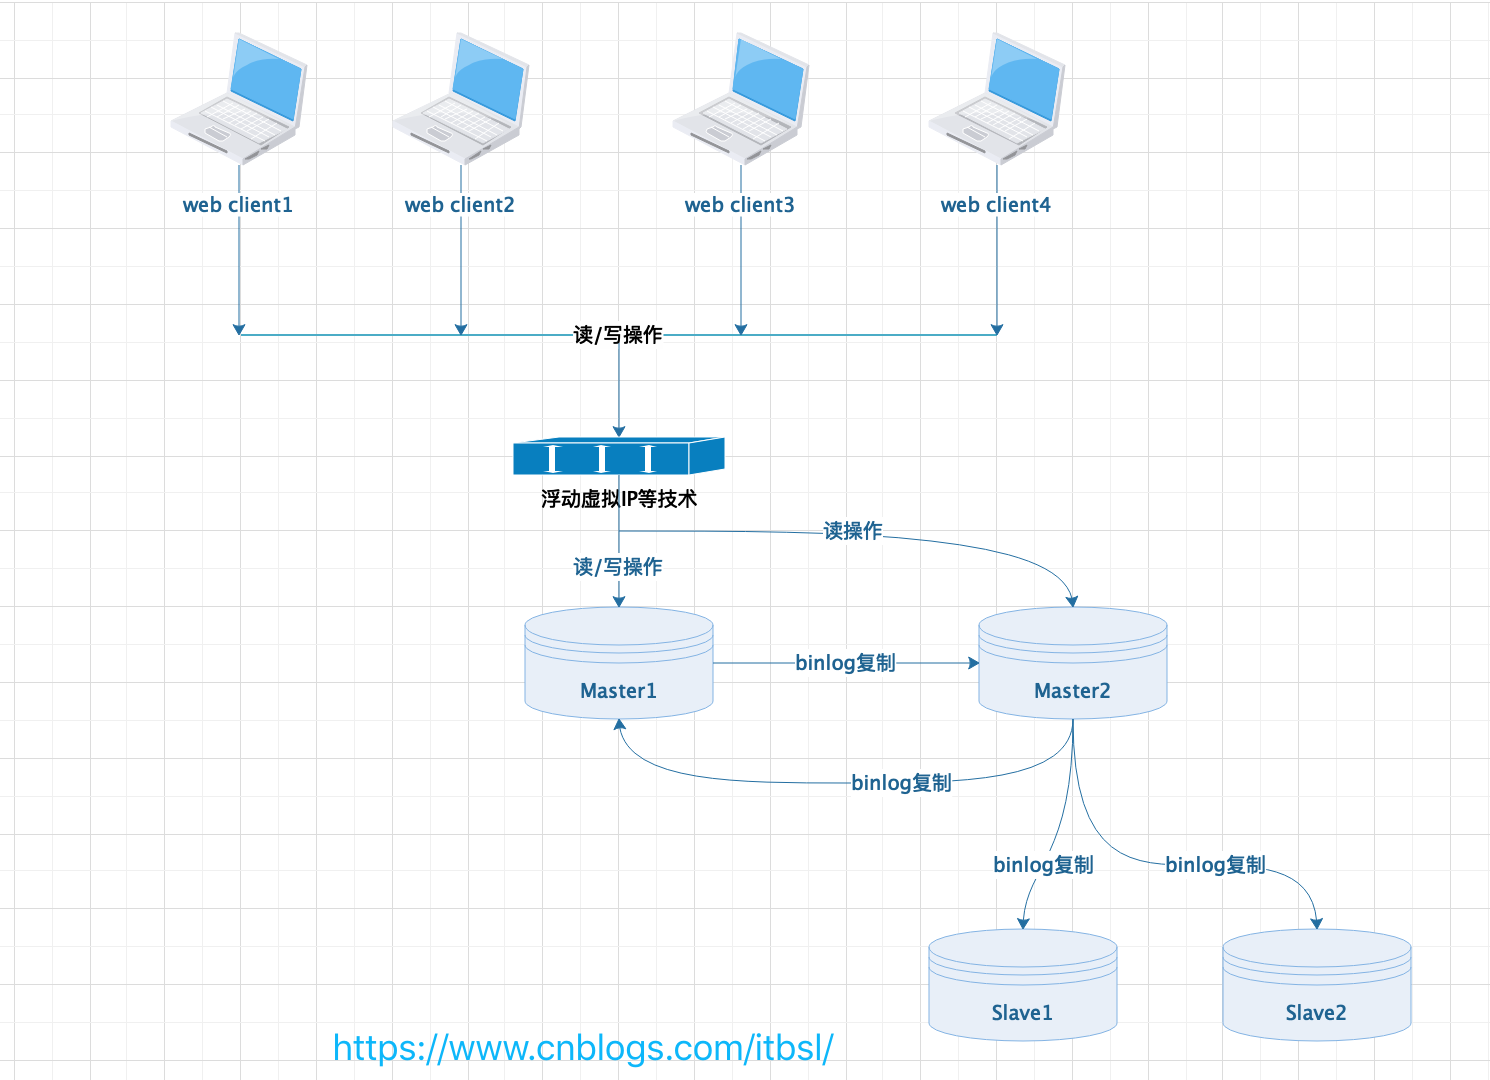 web client1
web client2
web client3
web client4
读/写操作
浮动虚拟IP等技术
读操作
读/写操作
Master1
binlog复制
Master2
binlog复制
binlog复制
binlog复制
Slave1
Slave2
https://www.cnblogs.com/itbsl/